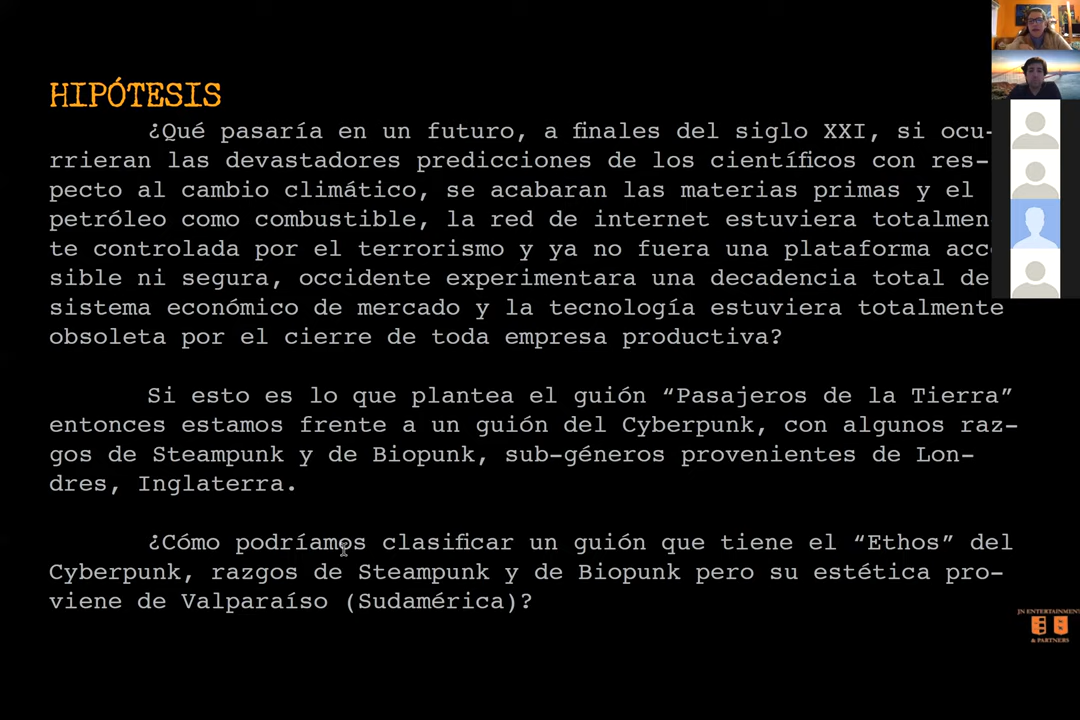 HIPÓTESIS
¿Qué pasaría en un futuro, a finales del siglo XXI, si ocu-
rrieran las devastadores predicciones de los científicos con res-
pecto al cambio climático, se acabaran las materias primas y el
petróleo como combustible, la red de internet estuviera totalmen
te controlada por el terrorismo y ya no fuera una plataforma acc
sible ni segura, occidente experimentara una decadencia total de
sistema económico de mercado y la tecnología estuviera totalmente
obsoleta por el cierre de toda empresa productiva?
Si esto es lo que plantea el guión “Pasajeros de la Tierra”
entonces estamos frente a un guión del Cyberpunk, con algunos raz-
gos de Steampunk y de Biopunk, sub-géneros provenientes de Lon-
dres, Inglaterra.
¿Cómo podríamos clasificar un guión que tiene el “Ethos” del
Cyberpunk, razgos de Steampunk y de Biopunk pero su estética pro-
viene de Valparaíso (Sudamérica)?
JN ENTERTAINMENT
& PARTNERS